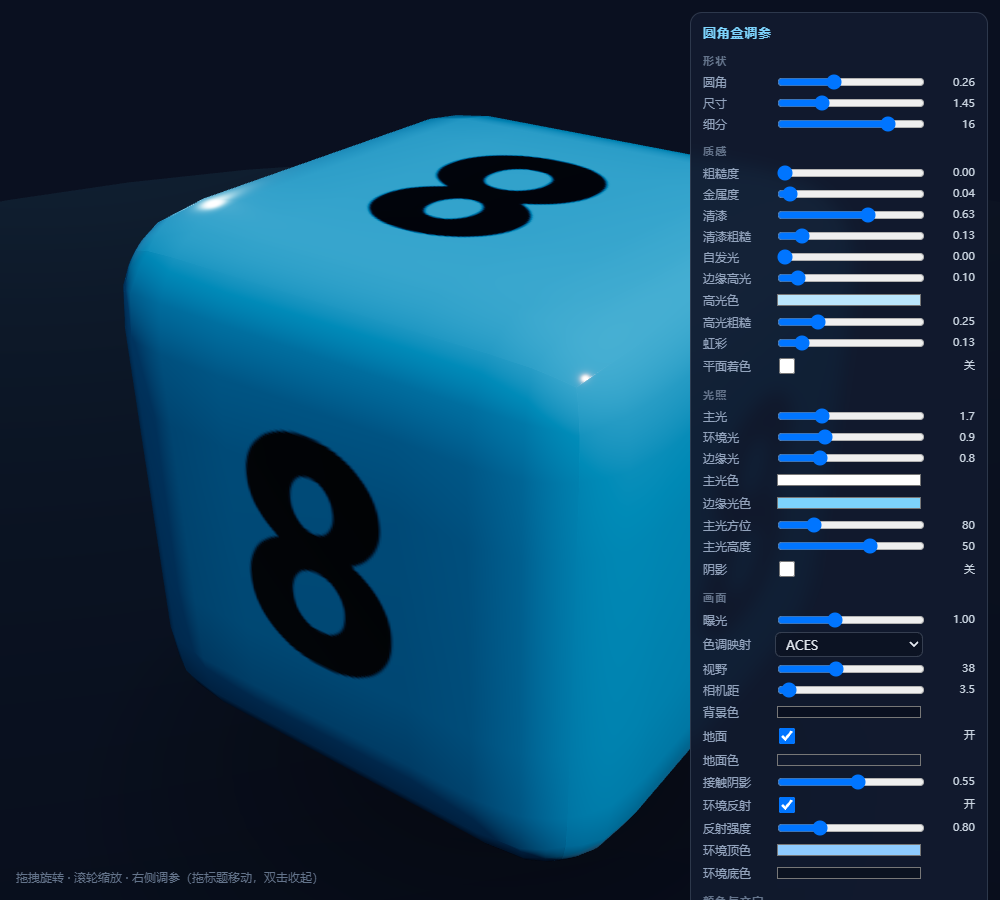 圆角盒调参
形状
圆角 0.26
尺寸 1.45
细分 16
质感
粗糙度 0.00
金属度 0.04
清漆 0.63
清漆粗糙 0.13
自发光 0.00
边缘高光 0.10
高光色
高光粗糙 0.25
虹彩 0.13
平面着色 关
光照
主光 1.7
环境光 0.9
边缘光 0.8
主光色
边缘光色
主光方位 80
主光高度 50
阴影 关
画面
曝光 1.00
色调映射 ACES
视野 38
相机距 3.5
背景色
地面 开
地面色
接触阴影 0.55
环境反射 开
反射强度 0.80
环境顶色
环境底色
8
8
拖拽旋转 · 滚轮缩放 · 右侧调参（拖标题移动，双击收起）